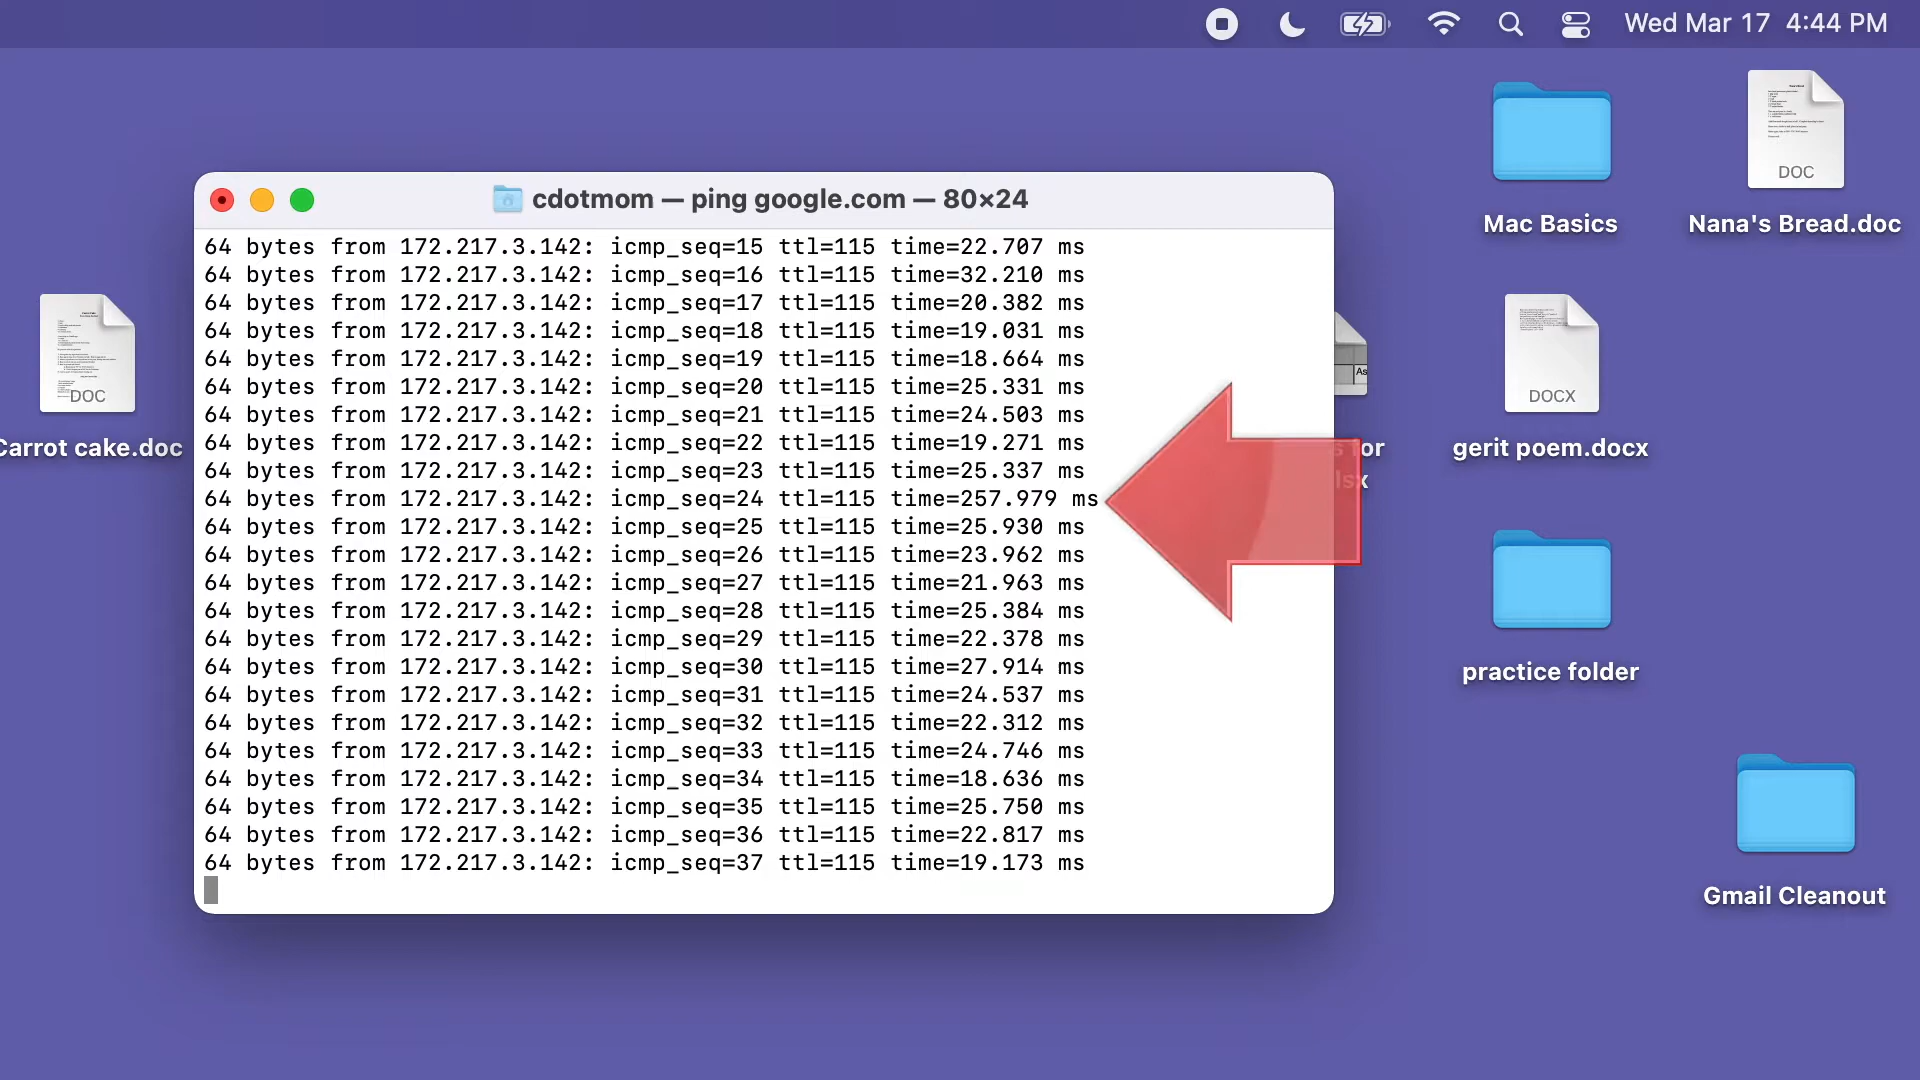 Wed Mar 17 4:44 PM
cdotmom — ping google.com — 80×24
64 bytes from 172.217.3.142: icmp_seq=15 ttl=115 time=22.707 ms
64 bytes from 172.217.3.142: icmp_seq=16 ttl=115 time=32.210 ms
64 bytes from 172.217.3.142: icmp_seq=17 ttl=115 time=20.382 ms
64 bytes from 172.217.3.142: icmp_seq=18 ttl=115 time=19.031 ms
64 bytes from 172.217.3.142: icmp_seq=19 ttl=115 time=18.664 ms
64 bytes from 172.217.3.142: icmp_seq=20 ttl=115 time=25.331 ms
64 bytes from 172.217.3.142: icmp_seq=21 ttl=115 time=24.503 ms
64 bytes from 172.217.3.142: icmp_seq=22 ttl=115 time=19.271 ms
64 bytes from 172.217.3.142: icmp_seq=23 ttl=115 time=25.337 ms
64 bytes from 172.217.3.142: icmp_seq=24 ttl=115 time=257.979 ms
64 bytes from 172.217.3.142: icmp_seq=25 ttl=115 time=25.930 ms
64 bytes from 172.217.3.142: icmp_seq=26 ttl=115 time=23.962 ms
64 bytes from 172.217.3.142: icmp_seq=27 ttl=115 time=21.963 ms
64 bytes from 172.217.3.142: icmp_seq=28 ttl=115 time=25.384 ms
64 bytes from 172.217.3.142: icmp_seq=29 ttl=115 time=22.378 ms
64 bytes from 172.217.3.142: icmp_seq=30 ttl=115 time=27.914 ms
64 bytes from 172.217.3.142: icmp_seq=31 ttl=115 time=24.537 ms
64 bytes from 172.217.3.142: icmp_seq=32 ttl=115 time=22.312 ms
64 bytes from 172.217.3.142: icmp_seq=33 ttl=115 time=24.746 ms
64 bytes from 172.217.3.142: icmp_seq=34 ttl=115 time=18.636 ms
64 bytes from 172.217.3.142: icmp_seq=35 ttl=115 time=25.750 ms
64 bytes from 172.217.3.142: icmp_seq=36 ttl=115 time=22.817 ms
64 bytes from 172.217.3.142: icmp_seq=37 ttl=115 time=19.173 ms
DOC
Carrot cake.doc
Mac Basics
DOC
Nana's Bread.doc
DOCX
gerit poem.docx
practice folder
Gmail Cleanout